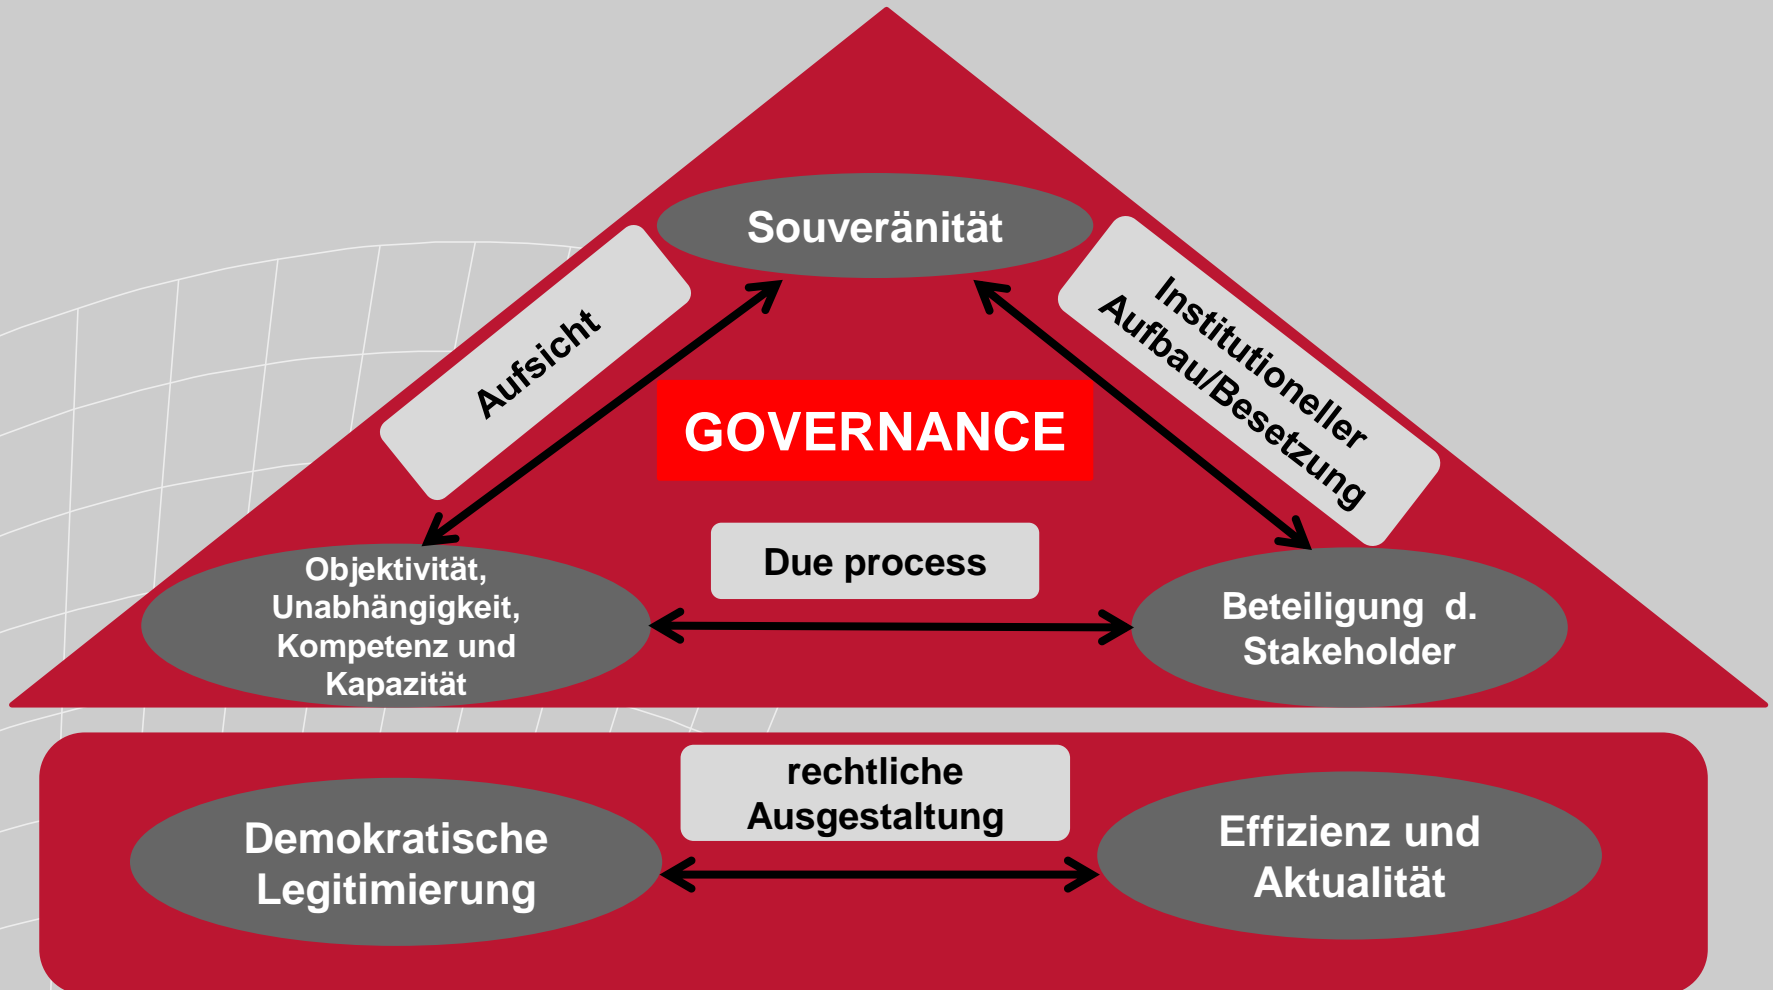 Souveränität
Aufsicht
Institutioneller
Aufbau/Besetzung
GOVERNANCE
Due process
Objektivität,
Unabhängigkeit,
Kompetenz und
Kapazität
Beteiligung d.
Stakeholder
rechtliche
Ausgestaltung
Demokratische
Legitimierung
Effizienz und
Aktualität